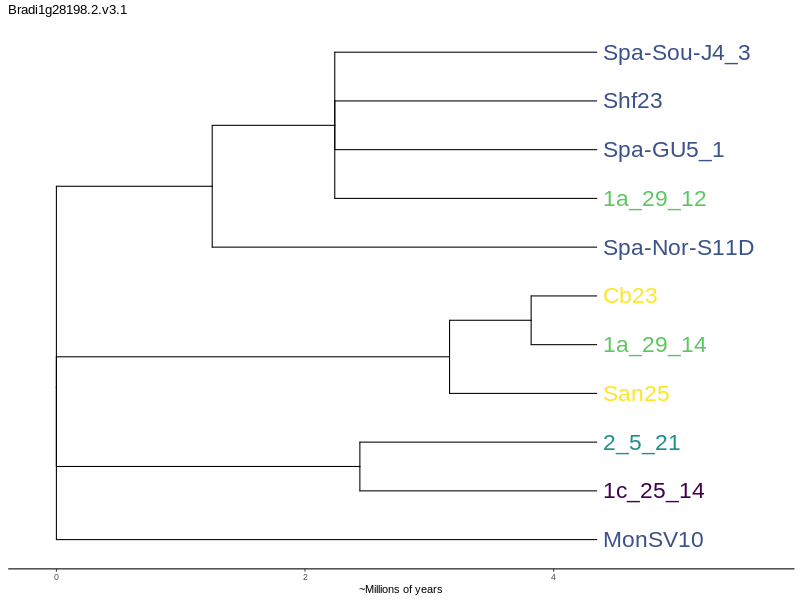 Bradi1g28198.2.v3.1
Spa-Sou-J4_3
Shf23
Spa-GU5_1
1a_29_12
Spa-Nor-S11D
Cb23
1a_29_14
San25
2_5_21
1c_25_14
MonSV10
0 2 4
~Millions of years